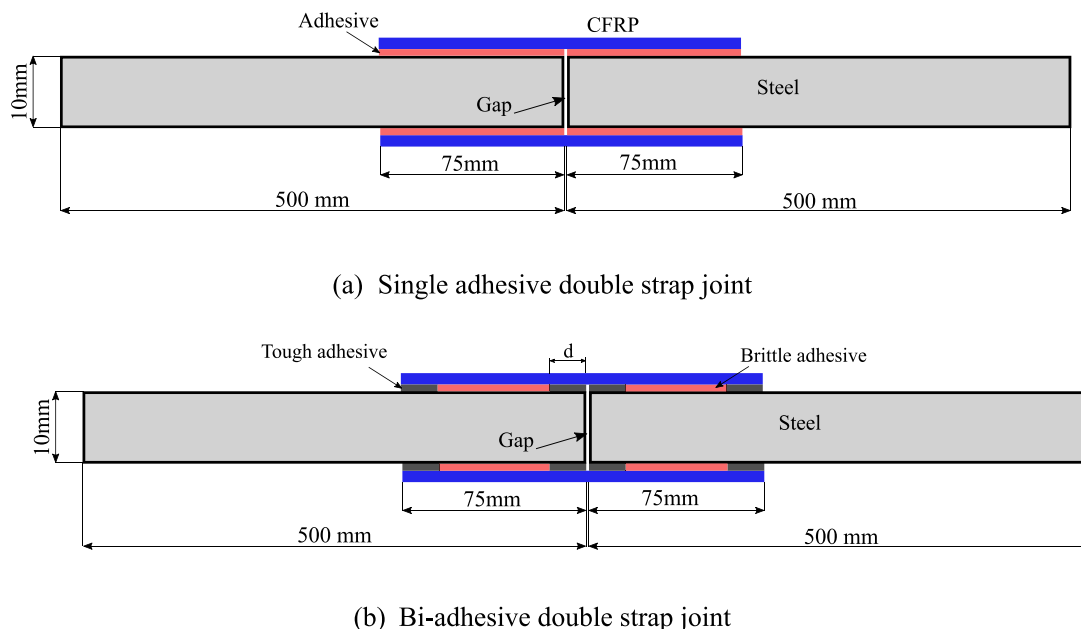 Adhesive
CFRP
10mm
Gap
Steel
75mm
75mm
500 mm
500 mm
(a) Single adhesive double strap joint
Tough adhesive
d
Brittle adhesive
10mm
Gap
Steel
75mm
75mm
500 mm
500 mm
(b) Bi-adhesive double strap joint